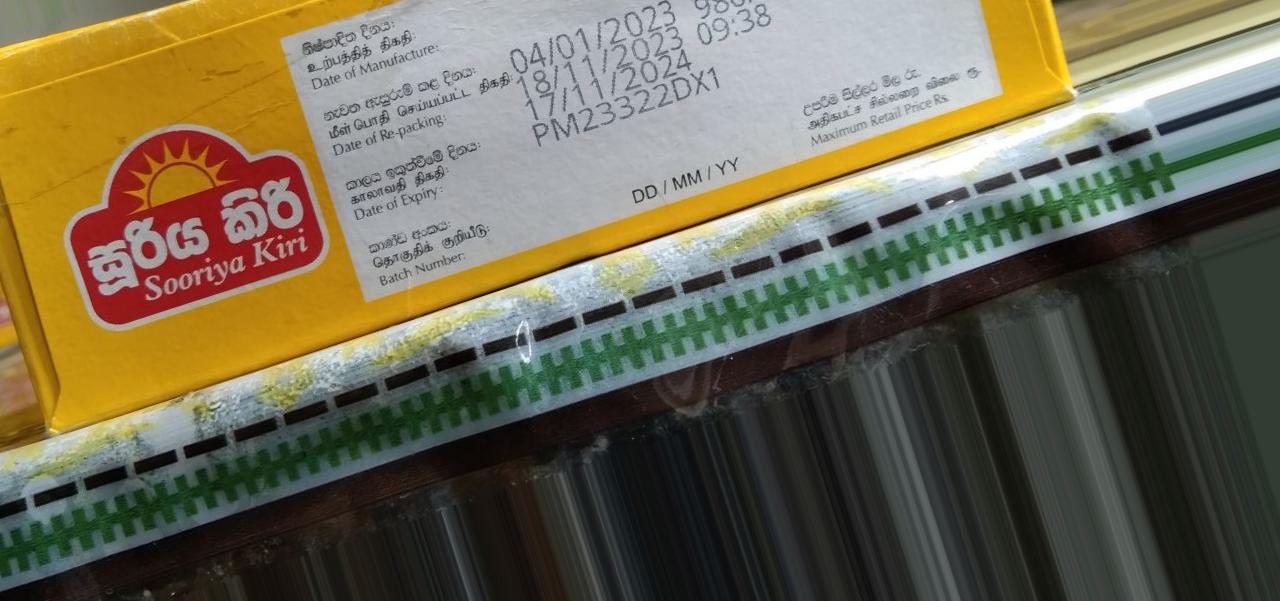 නිෂ්පාදිත දිනය:
உற்பத்தித் திகதி:
Date of Manufacture:
නැවත ඇසුරුම් කල දිනය:
மீள் பொதி செய்யப்பட்ட திகதி:
Date of Re-packing:
කාලය ඉකුත්වීමේ දිනය:
காலாவதி திகதி:
Date of Expiry:
කාණ්ඩ අංකය:
தொகுதிக் குறியீடு:
Batch Number:
04/01/2023
18/11/2023 09:38
17/11/2024
PM23322DX1
DD / MM / YY
උපරිම සිල්ලර මිල රු.
அதிகபட்ச சில்லறை விலை ரூ.
Maximum Retail Price Rs.
සූරිය කිරි
Sooriya Kiri